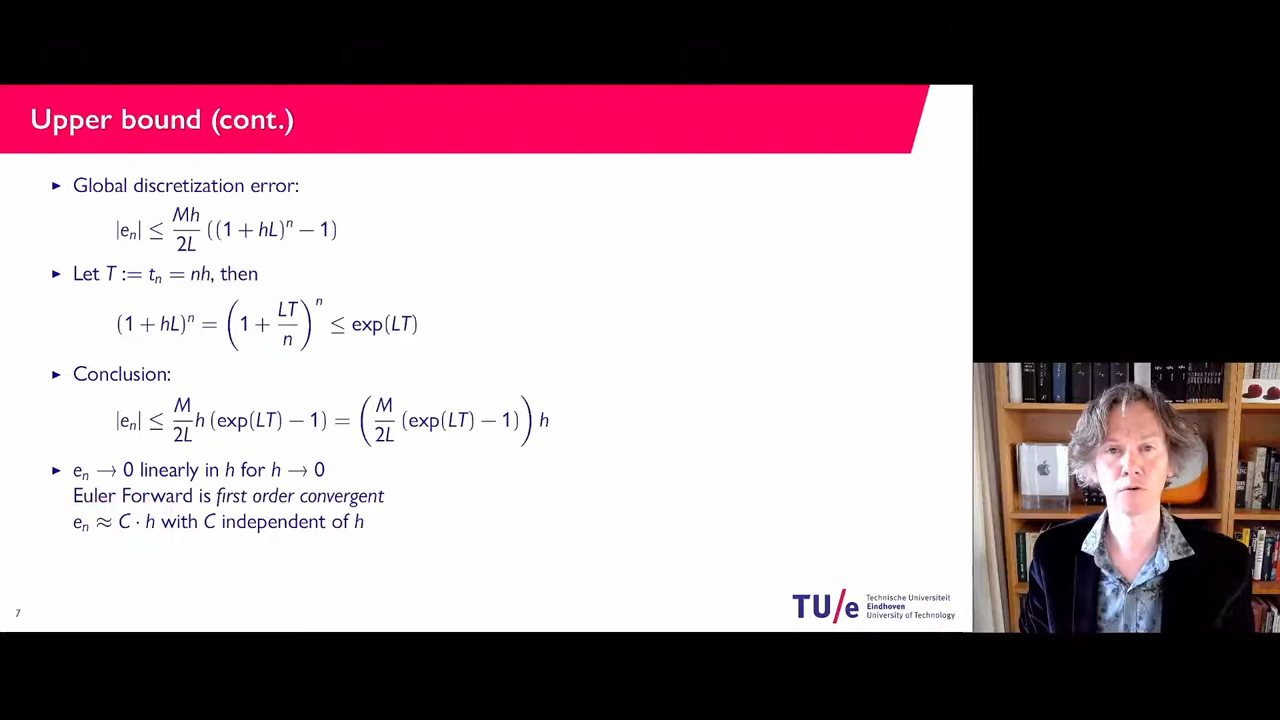 Upper bound (cont.)
▸ Global discretization error:
|eₙ| ≤ Mh/2L ((1 + hL)ⁿ − 1)
▸ Let T := tₙ = nh, then
(1 + hL)ⁿ = (1 + LT/n)ⁿ ≤ exp(LT)
▸ Conclusion:
|eₙ| ≤ M/2L h (exp(LT) − 1) = (M/2L (exp(LT) − 1)) h
▸ eₙ → 0 linearly in h for h → 0
Euler Forward is first order convergent
eₙ ≈ C · h with C independent of h
7
TU/e
Technische Universiteit
Eindhoven
University of Technology